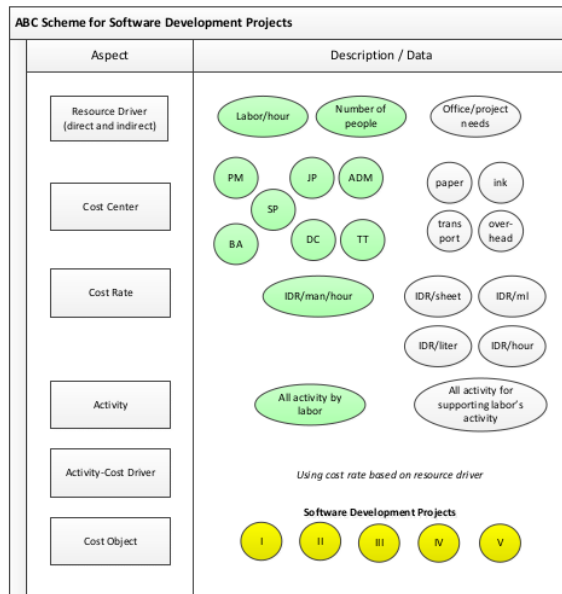 ABC Scheme for Software Development Projects
Aspect
Description / Data
Resource Driver
(direct and indirect)
Labor/hour
Number of
people
Office/project
needs
Cost Center
PM
JP
ADM
SP
BA
DC
TT
paper
ink
trans
port
over-
head
Cost Rate
IDR/man/hour
IDR/sheet
IDR/ml
IDR/liter
IDR/hour
Activity
All activity by
labor
All activity for
supporting labor's
activity
Activity-Cost Driver
Using cost rate based on resource driver
Software Development Projects
Cost Object
I
II
III
IV
V